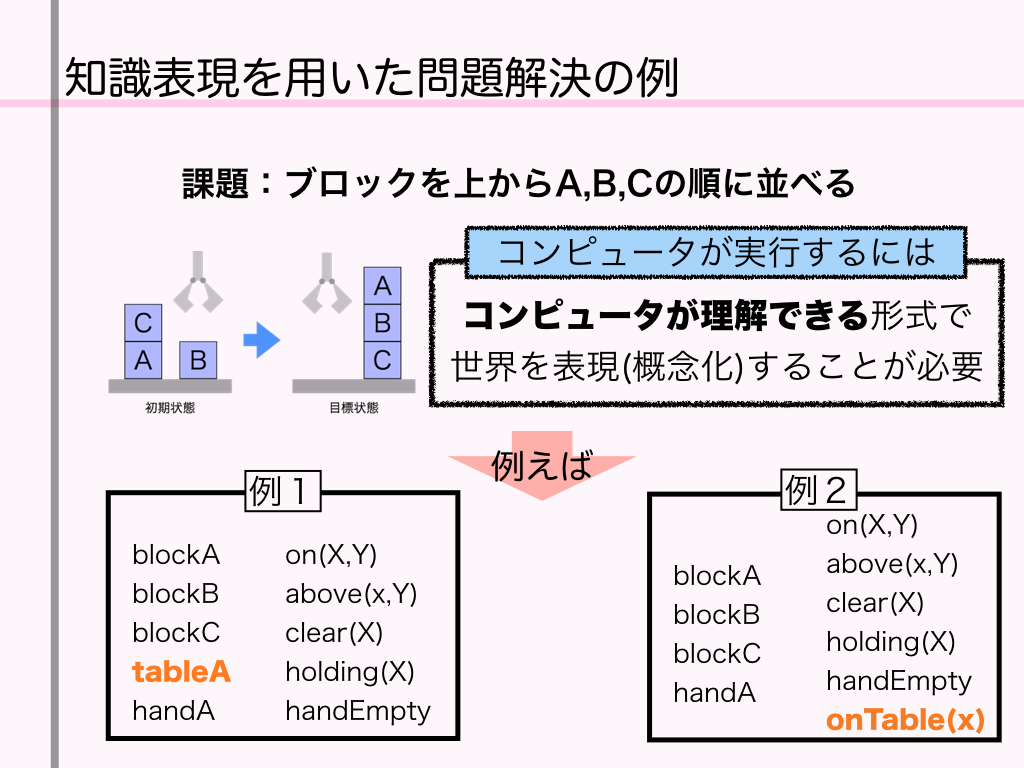 知識表現を用いた問題解決の例
課題：ブロックを上からA,B,Cの順に並べる
C
A
B
初期状態
A
B
C
目標状態
コンピュータが実行するには
コンピュータが理解できる形式で
世界を表現(概念化)することが必要
例えば
例１
blockA
blockB
blockC
tableA
handA
on(X,Y)
above(x,Y)
clear(X)
holding(X)
handEmpty
例２
blockA
blockB
blockC
handA
on(X,Y)
above(x,Y)
clear(X)
holding(X)
handEmpty
onTable(x)